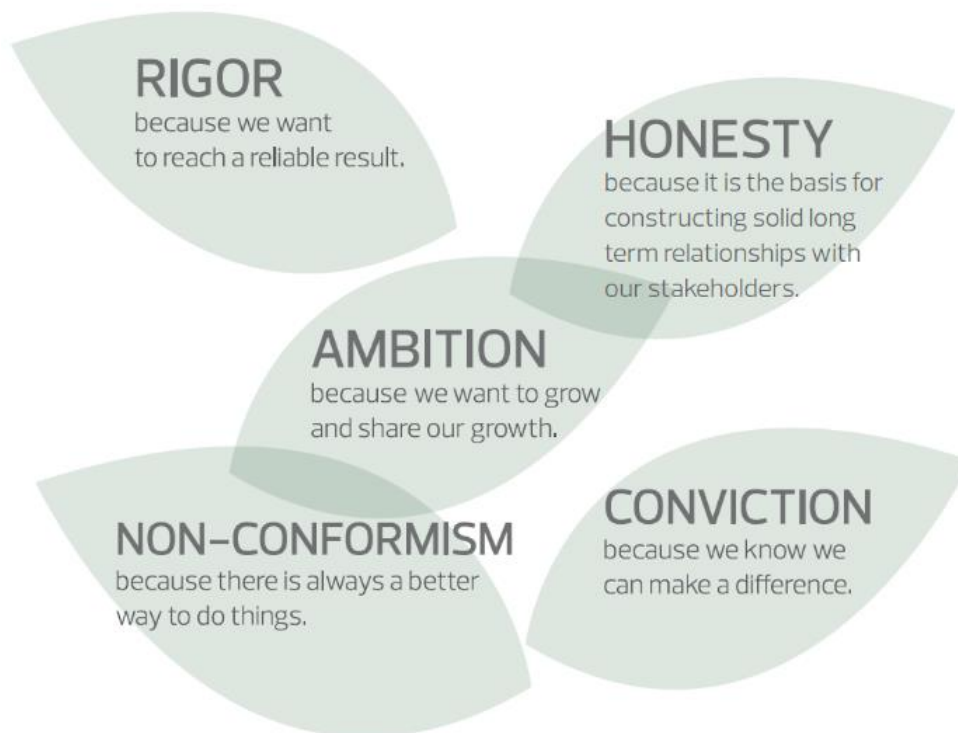 RIGOR
because we want
to reach a reliable result.
HONESTY
because it is the basis for
constructing solid long
term relationships with
our stakeholders.
AMBITION
because we want to grow
and share our growth.
NON-CONFORMISM
because there is always a better
way to do things.
CONVICTION
because we know we
can make a difference.